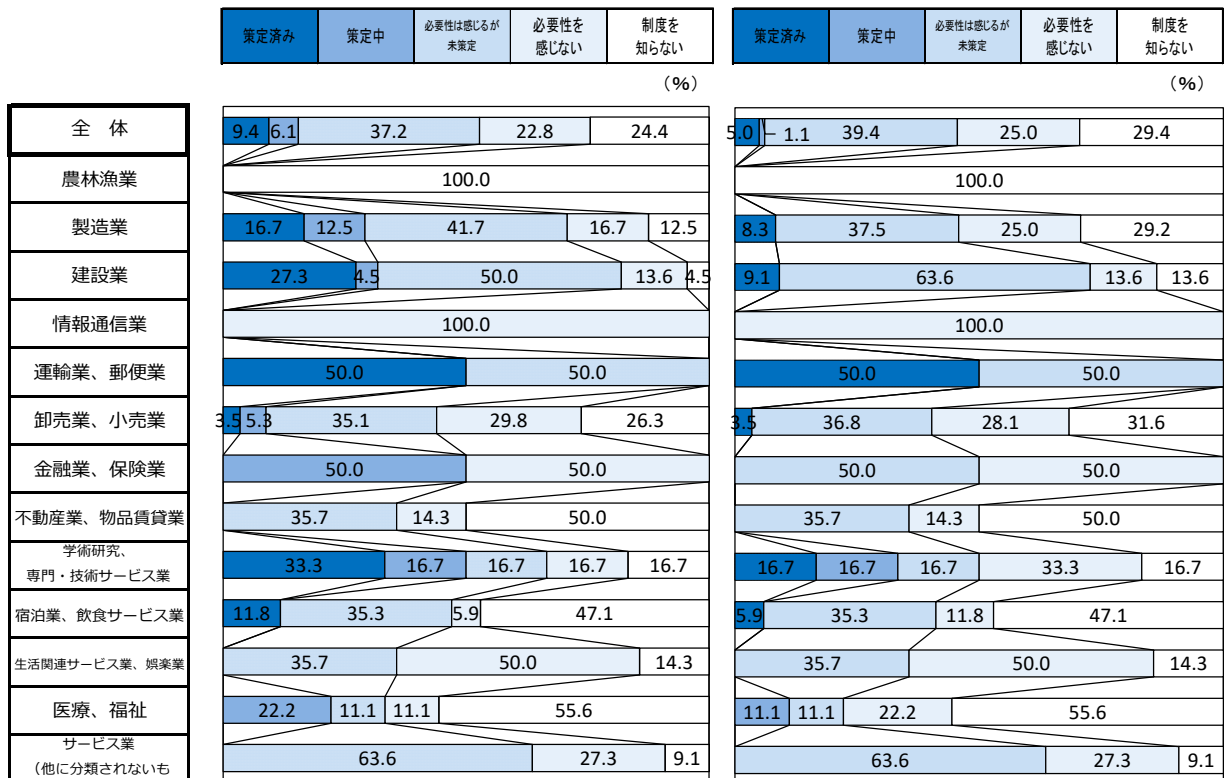 策定済み 策定中 必要性は感じるが 必要性を 制度を
未策定 感じない 知らない
策定済み 策定中 必要性は感じるが 必要性を 制度を
未策定 感じない 知らない
（%） （%）
全 体 9.4 6.1 37.2 22.8 24.4 5.0 1.1 39.4 25.0 29.4
農林漁業 100.0 100.0
製造業 16.7 12.5 41.7 16.7 12.5 8.3 37.5 25.0 29.2
建設業 27.3 4.5 50.0 13.6 4.5 9.1 63.6 13.6 13.6
情報通信業 100.0 100.0
運輸業、郵便業 50.0 50.0 50.0 50.0
卸売業、小売業 3.5 5.3 35.1 29.8 26.3 3.5 36.8 28.1 31.6
金融業、保険業 50.0 50.0 50.0 50.0
不動産業、物品賃貸業 35.7 14.3 50.0 35.7 14.3 50.0
学術研究、
専門・技術サービス業 33.3 16.7 16.7 16.7 16.7 16.7 16.7 16.7 33.3 16.7
宿泊業、飲食サービス業 11.8 35.3 5.9 47.1 5.9 35.3 11.8 47.1
生活関連サービス業、娯楽業 35.7 50.0 14.3 35.7 50.0 14.3
医療、福祉 22.2 11.1 11.1 55.6 11.1 11.1 22.2 55.6
サービス業
（他に分類されないも 63.6 27.3 9.1 63.6 27.3 9.1